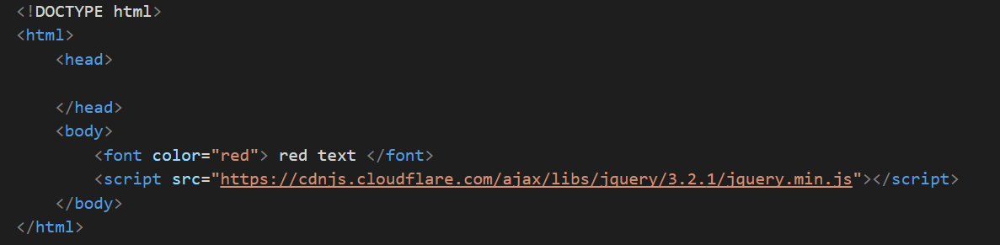 <!DOCTYPE html>
<html>
<head>
</head>
<body>
<font color="red"> red text </font>
<script src="https://cdnjs.cloudflare.com/ajax/libs/jquery/3.2.1/jquery.min.js"></script>
</body>
</html>